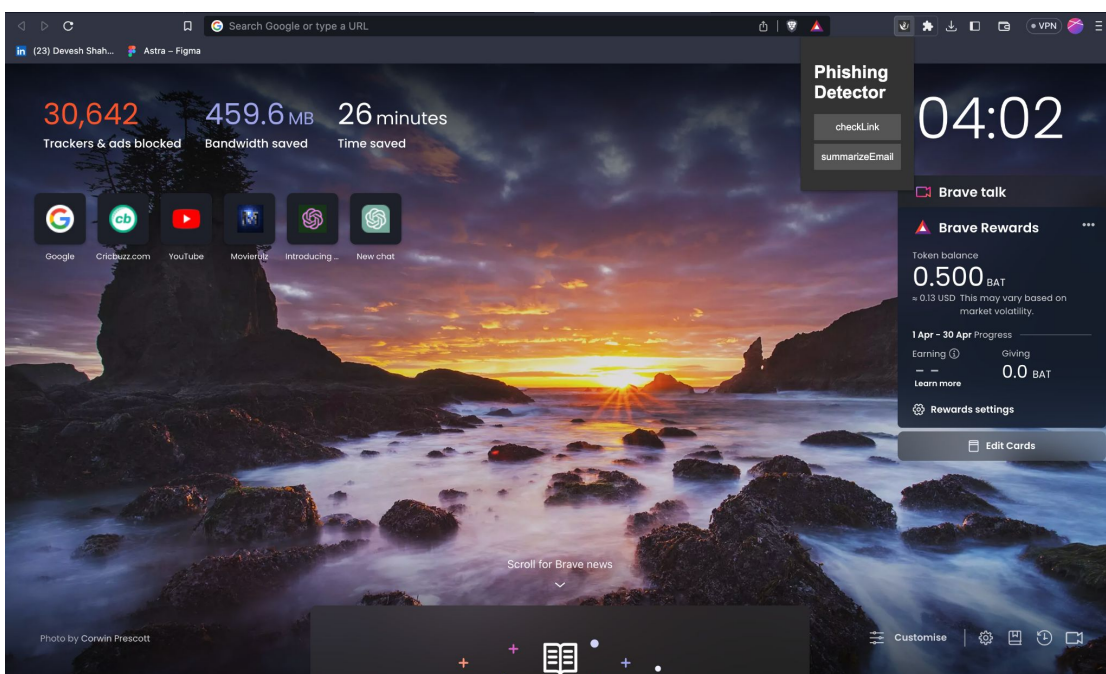 Search Google or type a URL
VPN
in (23) Devesh Shah...
Astra – Figma
Phishing
Detector
checkLink
summarizeEmail
30,642
Trackers & ads blocked
459.6 MB
Bandwidth saved
26 minutes
Time saved
04:02
cb
Google
Cricbuzz.com
YouTube
Movierulz
Introducing ...
New chat
Brave talk
Brave Rewards
Token balance
0.500 BAT
≈ 0.13 USD This may vary based on
market volatility.
1 Apr - 30 Apr Progress
Earning
Giving
– –
0.0 BAT
Learn more
Rewards settings
Edit Cards
Scroll for Brave news
Photo by Corwin Prescott
Customise